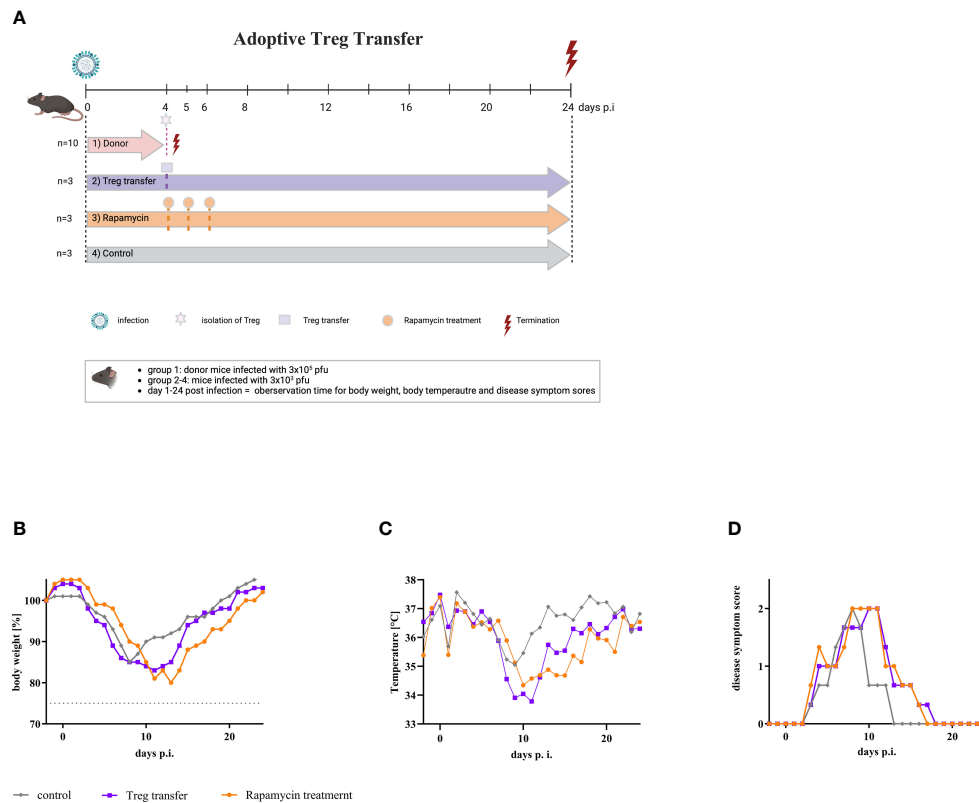 A
Adoptive Treg Transfer
0 4 5 6 8 12 16 20 24 days p.i
n=10 1) Donor
n=3 2) Treg transfer
n=3 3) Rapamycin
n=3 4) Control
infection isolation of Treg Treg transfer Rapamycin treatment Termination
• group 1: donor mice infected with 3x10⁵ pfu
• group 2-4: mice infected with 3x10³ pfu
• day 1-24 post infection = oberservation time for body weight, body temperautre and disease symptom sores
B
body weight [%]
100
90
80
70
0 10 20
days p.i.
C
Temperature [°C]
38
37
36
35
34
33
0 10 20
days p. i.
D
disease symptom score
2
1
0
0 10 20
days p.i.
control Treg transfer Rapamycin treatmernt